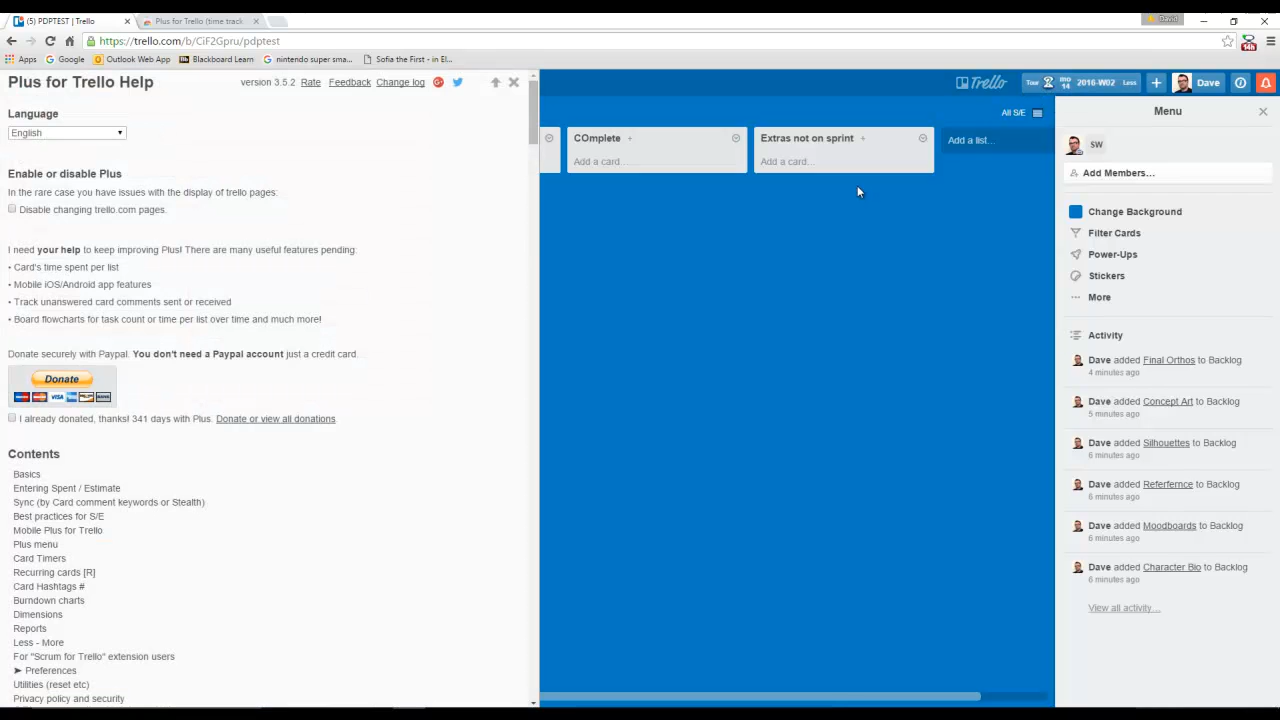 (5) PDPTEST | Trello
Plus for Trello (time track
David
https://trello.com/b/CiF2Gpru/pdptest
14h
Apps
Google
Outlook Web App
Blackboard Learn
nintendo super sma...
Sofia the First - in El...
Plus for Trello Help
version 3.5.2 Rate Feedback Change log
Language
English
Enable or disable Plus
In the rare case you have issues with the display of trello pages:
Disable changing trello.com pages.
I need your help to keep improving Plus! There are many useful features pending:
• Card's time spent per list
• Mobile iOS/Android app features
• Track unanswered card comments sent or received
• Board flowcharts for task count or time per list over time and much more!
Donate securely with Paypal. You don't need a Paypal account just a credit card.
Donate
I already donated, thanks! 341 days with Plus. Donate or view all donations.
Contents
Basics
Entering Spent / Estimate
Sync (by Card comment keywords or Stealth)
Best practices for S/E
Mobile Plus for Trello
Plus menu
Card Timers
Recurring cards [R]
Card Hashtags #
Burndown charts
Dimensions
Reports
Less - More
For "Scrum for Trello" extension users
➤ Preferences
Utilities (reset etc)
Privacy policy and security
Trello
Tour
mo
14
2016-W02
Less
Dave
All S/E
COmplete +
Add a card...
Extras not on sprint +
Add a card...
Add a list...
Menu
SW
Add Members...
Change Background
Filter Cards
Power-Ups
Stickers
More
Activity
Dave added Final Orthos to Backlog
4 minutes ago
Dave added Concept Art to Backlog
5 minutes ago
Dave added Silhouettes to Backlog
6 minutes ago
Dave added Referfernce to Backlog
6 minutes ago
Dave added Moodboards to Backlog
6 minutes ago
Dave added Character Bio to Backlog
6 minutes ago
View all activity...